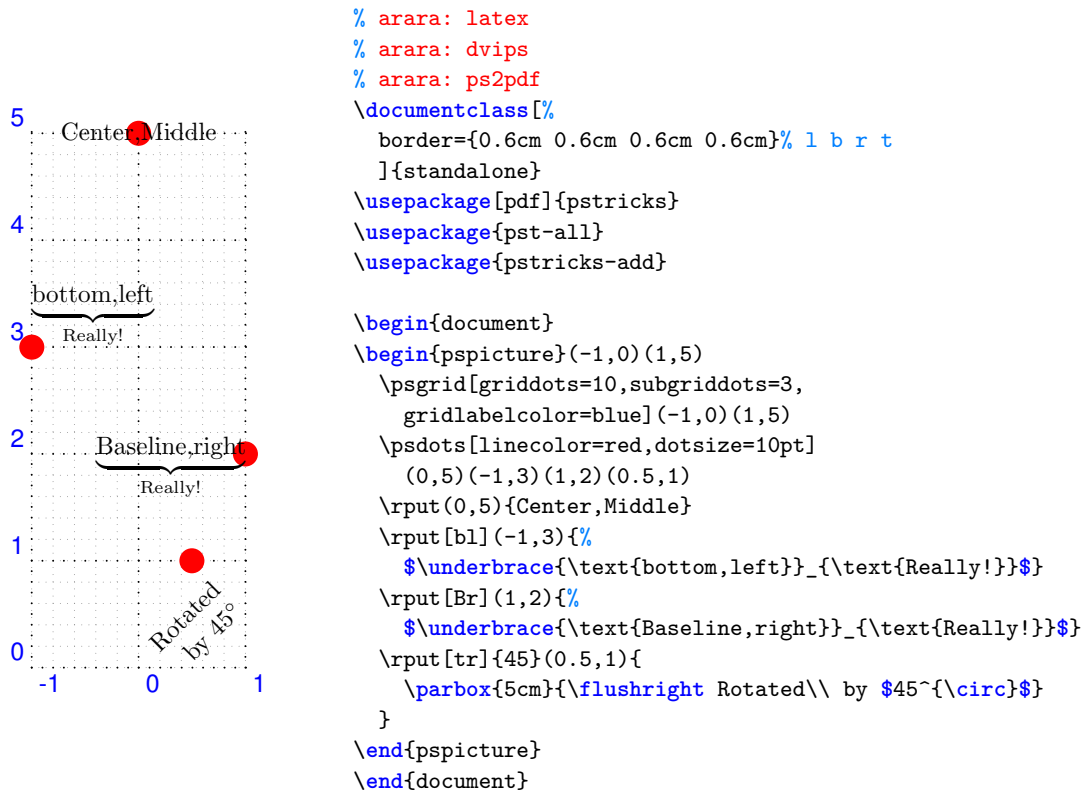 5
Center,Middle
4
bottom,left
Really!
3
2
Baseline,right
Really!
1
Rotated
by 45°
0
-1 0 1
% arara: latex
% arara: dvips
% arara: ps2pdf
\documentclass[%
  border={0.6cm 0.6cm 0.6cm 0.6cm}% l b r t
  ]{standalone}
\usepackage[pdf]{pstricks}
\usepackage{pst-all}
\usepackage{pstricks-add}

\begin{document}
\begin{pspicture}(-1,0)(1,5)
  \psgrid[griddots=10,subgriddots=3,
    gridlabelcolor=blue](-1,0)(1,5)
  \psdots[linecolor=red,dotsize=10pt]
    (0,5)(-1,3)(1,2)(0.5,1)
  \rput(0,5){Center,Middle}
  \rput[bl](-1,3){%
    $\underbrace{\text{bottom,left}}_{\text{Really!}}$}
  \rput[Br](1,2){%
    $\underbrace{\text{Baseline,right}}_{\text{Really!}}$}
  \rput[tr]{45}(0.5,1){
    \parbox{5cm}{\flushright Rotated\\ by $45^{\circ}$}
  }
\end{pspicture}
\end{document}